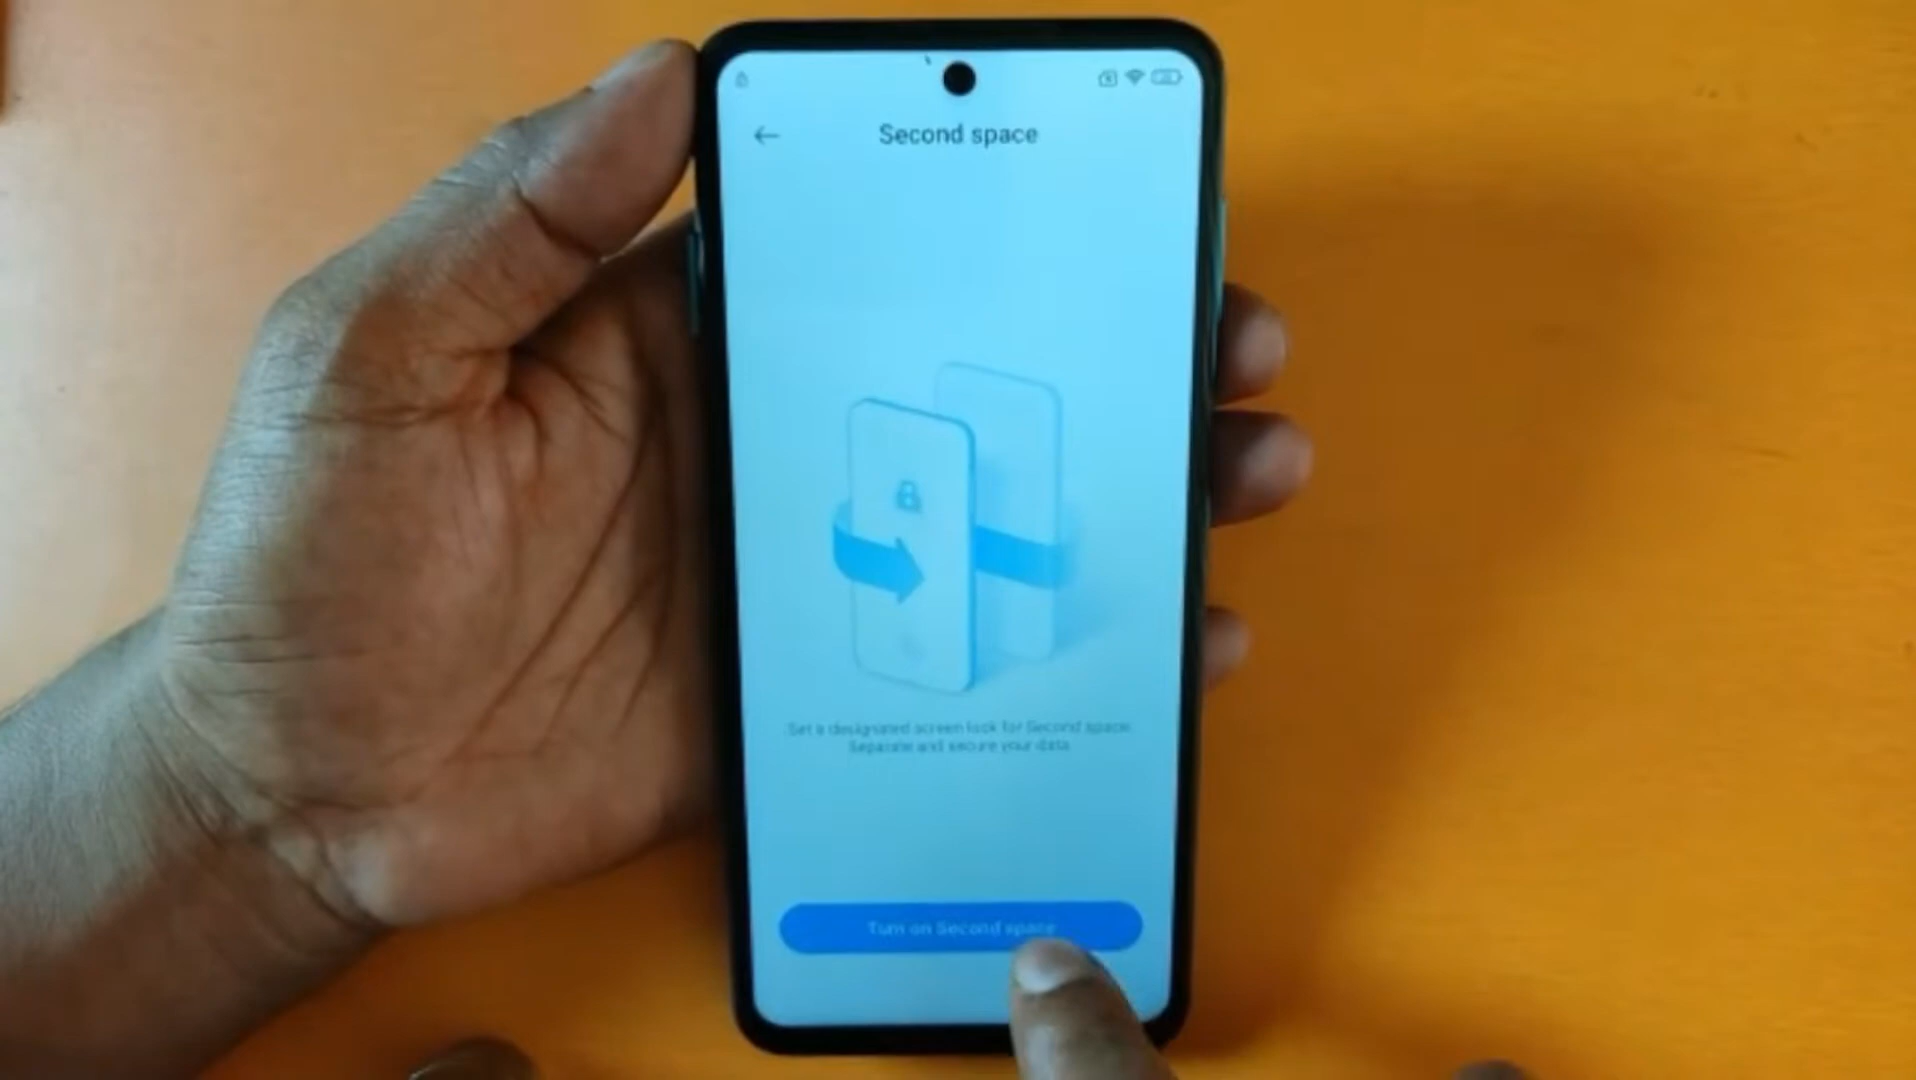 Second space
Set a designated screen lock for Second space.
Separate and secure your data
Turn on Second space